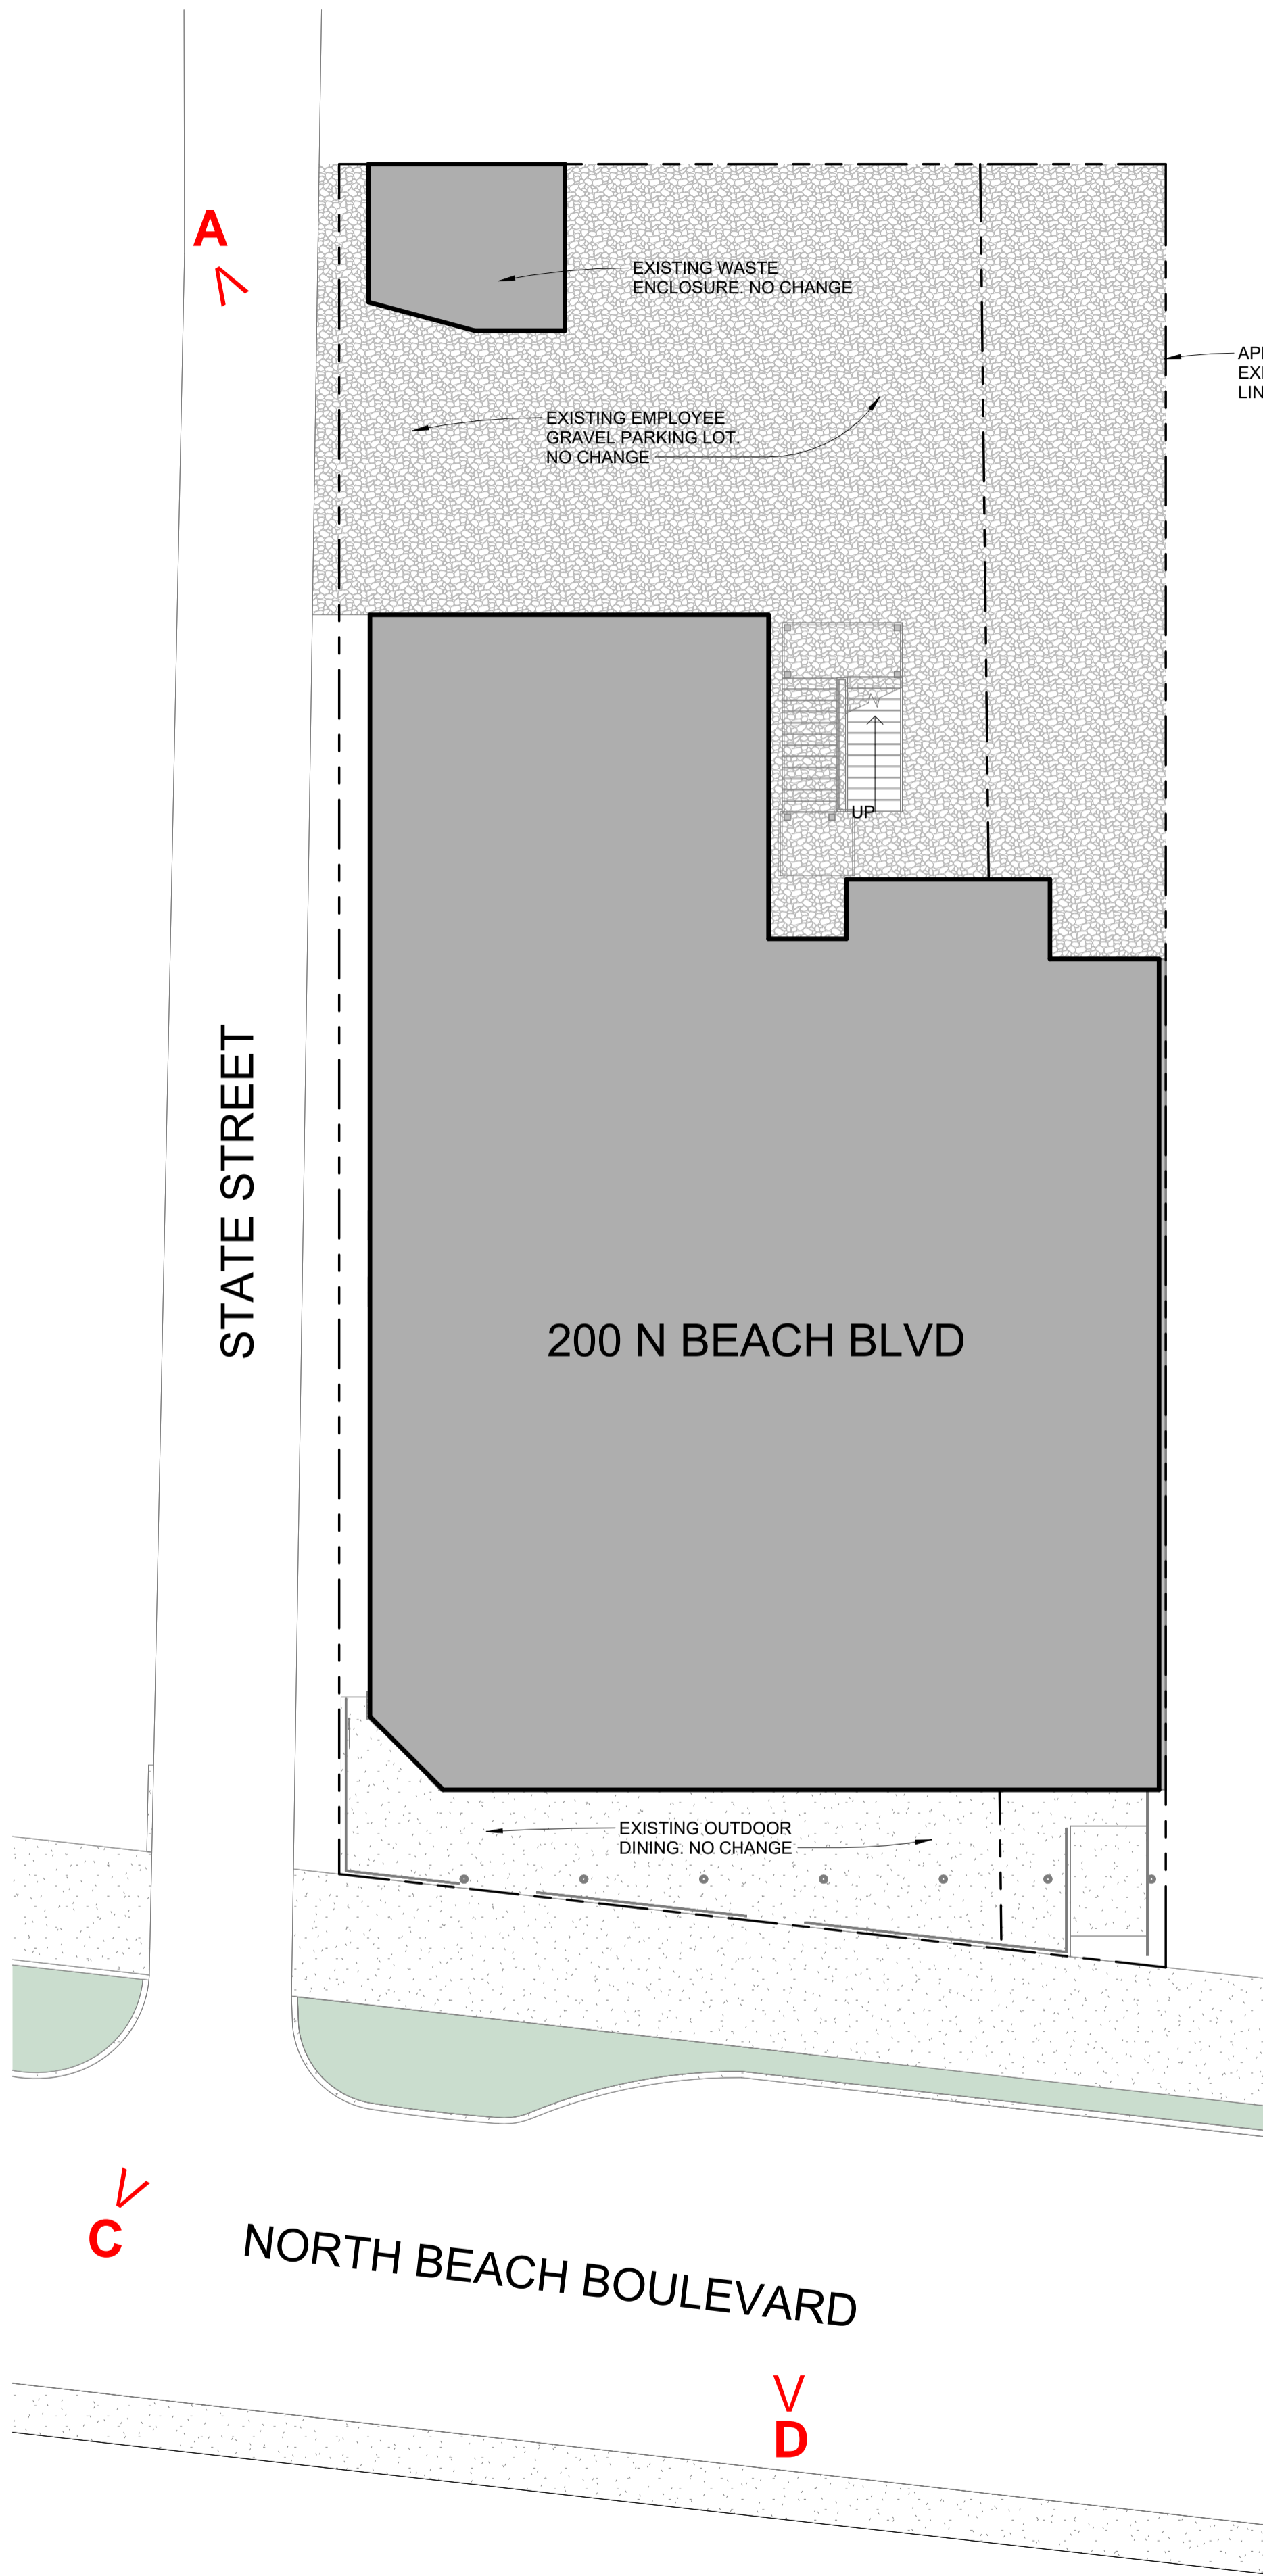 A
EXISTING WASTE
ENCLOSURE. NO CHANGE
EXISTING EMPLOYEE
GRAVEL PARKING LOT.
NO CHANGE
UP
STATE STREET
200 N BEACH BLVD
EXISTING OUTDOOR
DINING. NO CHANGE
C
NORTH BEACH BOULEVARD
D